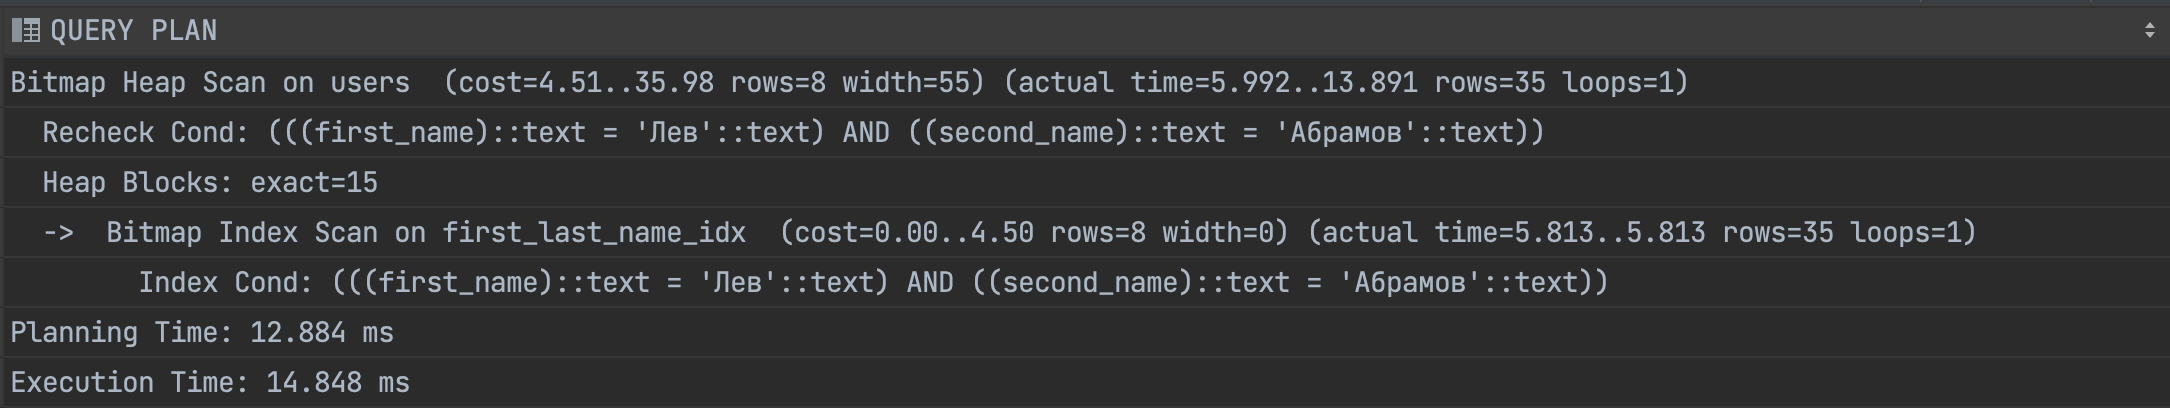 QUERY PLAN
Bitmap Heap Scan on users  (cost=4.51..35.98 rows=8 width=55) (actual time=5.992..13.891 rows=35 loops=1)
  Recheck Cond: (((first_name)::text = 'Лев'::text) AND ((second_name)::text = 'Абрамов'::text))
  Heap Blocks: exact=15
  ->  Bitmap Index Scan on first_last_name_idx  (cost=0.00..4.50 rows=8 width=0) (actual time=5.813..5.813 rows=35 loops=1)
        Index Cond: (((first_name)::text = 'Лев'::text) AND ((second_name)::text = 'Абрамов'::text))
Planning Time: 12.884 ms
Execution Time: 14.848 ms